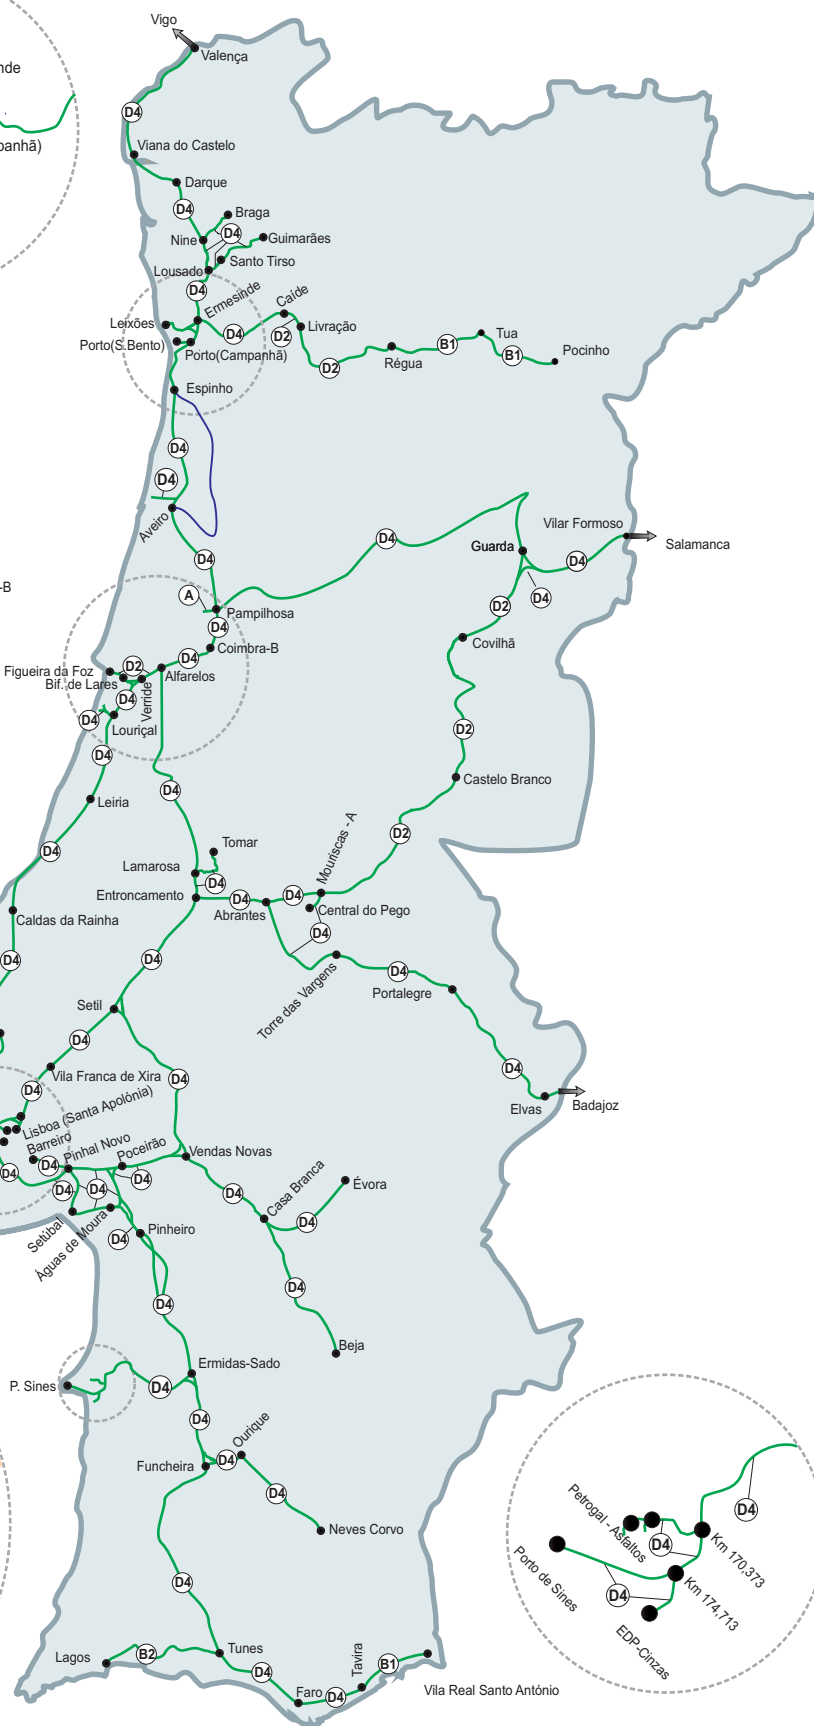 Vigo
Valença
nde
D4
panhã)
Viana do Castelo
Darque
D4
Braga
D4
Nine
Guimarães
Santo Tirso
Lousado
D4
Ermesinde
Caíde
Leixões
D4
D2
Livração
Porto(S.Bento)
Porto(Campanhã)
D2
Régua
B1
Tua
B1
Pocinho
Espinho
D4
D4
Aveiro
D4
D4
Vilar Formoso
Salamanca
Guarda
D4
D2
D4
-B
A
Pampilhosa
D4
Coimbra-B
Covilhã
D4
D2
Figueira da Foz
Alfarelos
Bif. de Lares
Verride
D4
D4
Louriçal
D2
D4
Castelo Branco
D4
Leiria
D2
D4
Tomar
Mouriscas - A
Lamarosa
D4
Entroncamento
D4
Abrantes
D4
Central do Pego
Caldas da Rainha
D4
D4
D4
D4
Torre das Vargens
Portalegre
Setil
D4
D4
Vila Franca de Xira
D4
D4
D4
Elvas
Badajoz
Lisboa (Santa Apolónia)
Barreiro
Pinhal Novo
Poceirão
Vendas Novas
D4
D4
D4
D4
D4
D4
Casa Branca
Évora
D4
Setúbal
Águas de Moura
D4
Pinheiro
D4
D4
Beja
Ermidas-Sado
P. Sines
D4
D4
Ourique
Funcheira
D4
D4
Neves Corvo
Petrogal - Asfaltos
D4
D4
Km 170,373
Porto de Sines
D4
Km 174,713
EDP-Cinzas
D4
Lagos
B2
Tunes
D4
Faro
D4
Tavira
B1
Vila Real Santo António